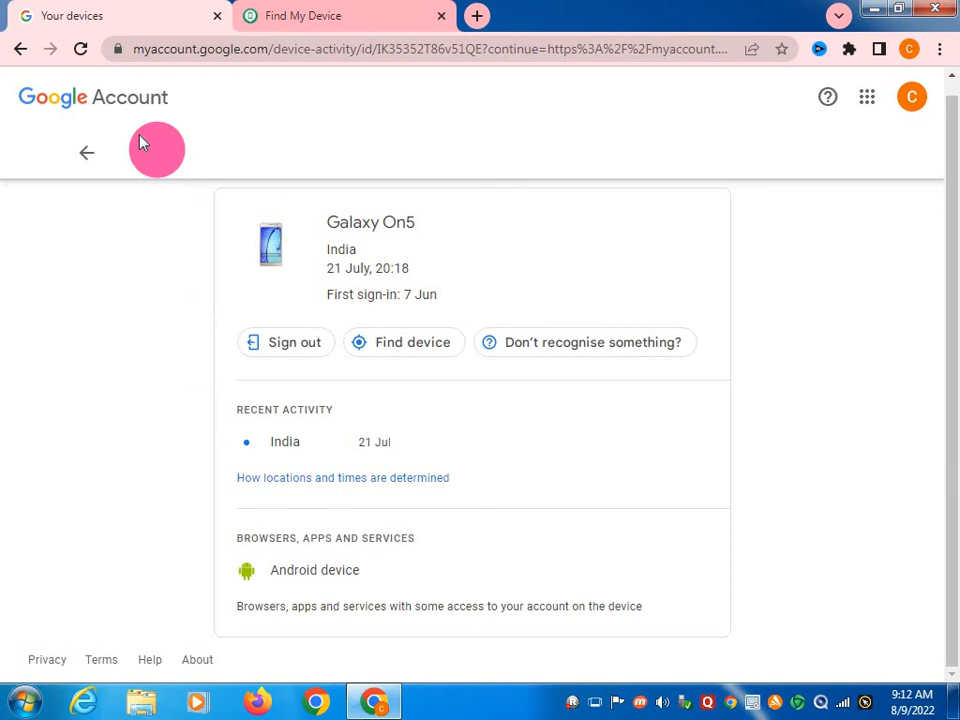 Your devices
Find My Device
myaccount.google.com/device-activity/id/IK35352T86v51QE?continue=https%3A%2F%2Fmyaccount....
C
Google Account
C
Galaxy On5
India
21 July, 20:18
First sign-in: 7 Jun
Sign out
Find device
Don't recognise something?
RECENT ACTIVITY
India 21 Jul
How locations and times are determined
BROWSERS, APPS AND SERVICES
Android device
Browsers, apps and services with some access to your account on the device
Privacy Terms Help About
9:12 AM
8/9/2022